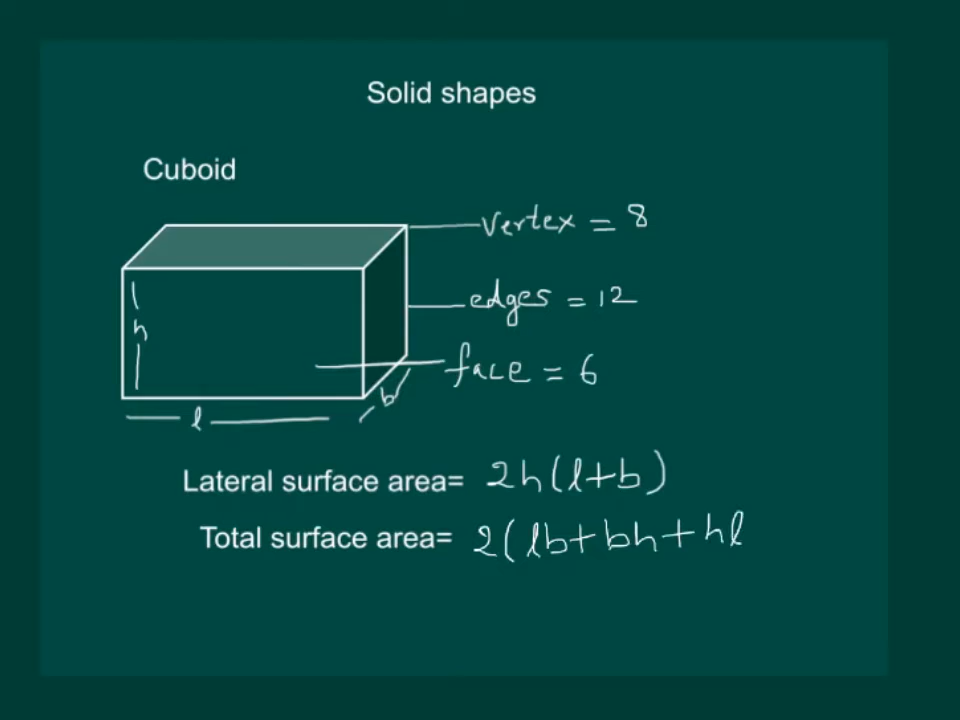 Solid shapes
Cuboid
vertex = 8
edges = 12
h
face = 6
b
l
Lateral surface area= 2h(l+b)
Total surface area= 2(lb+bh+hl